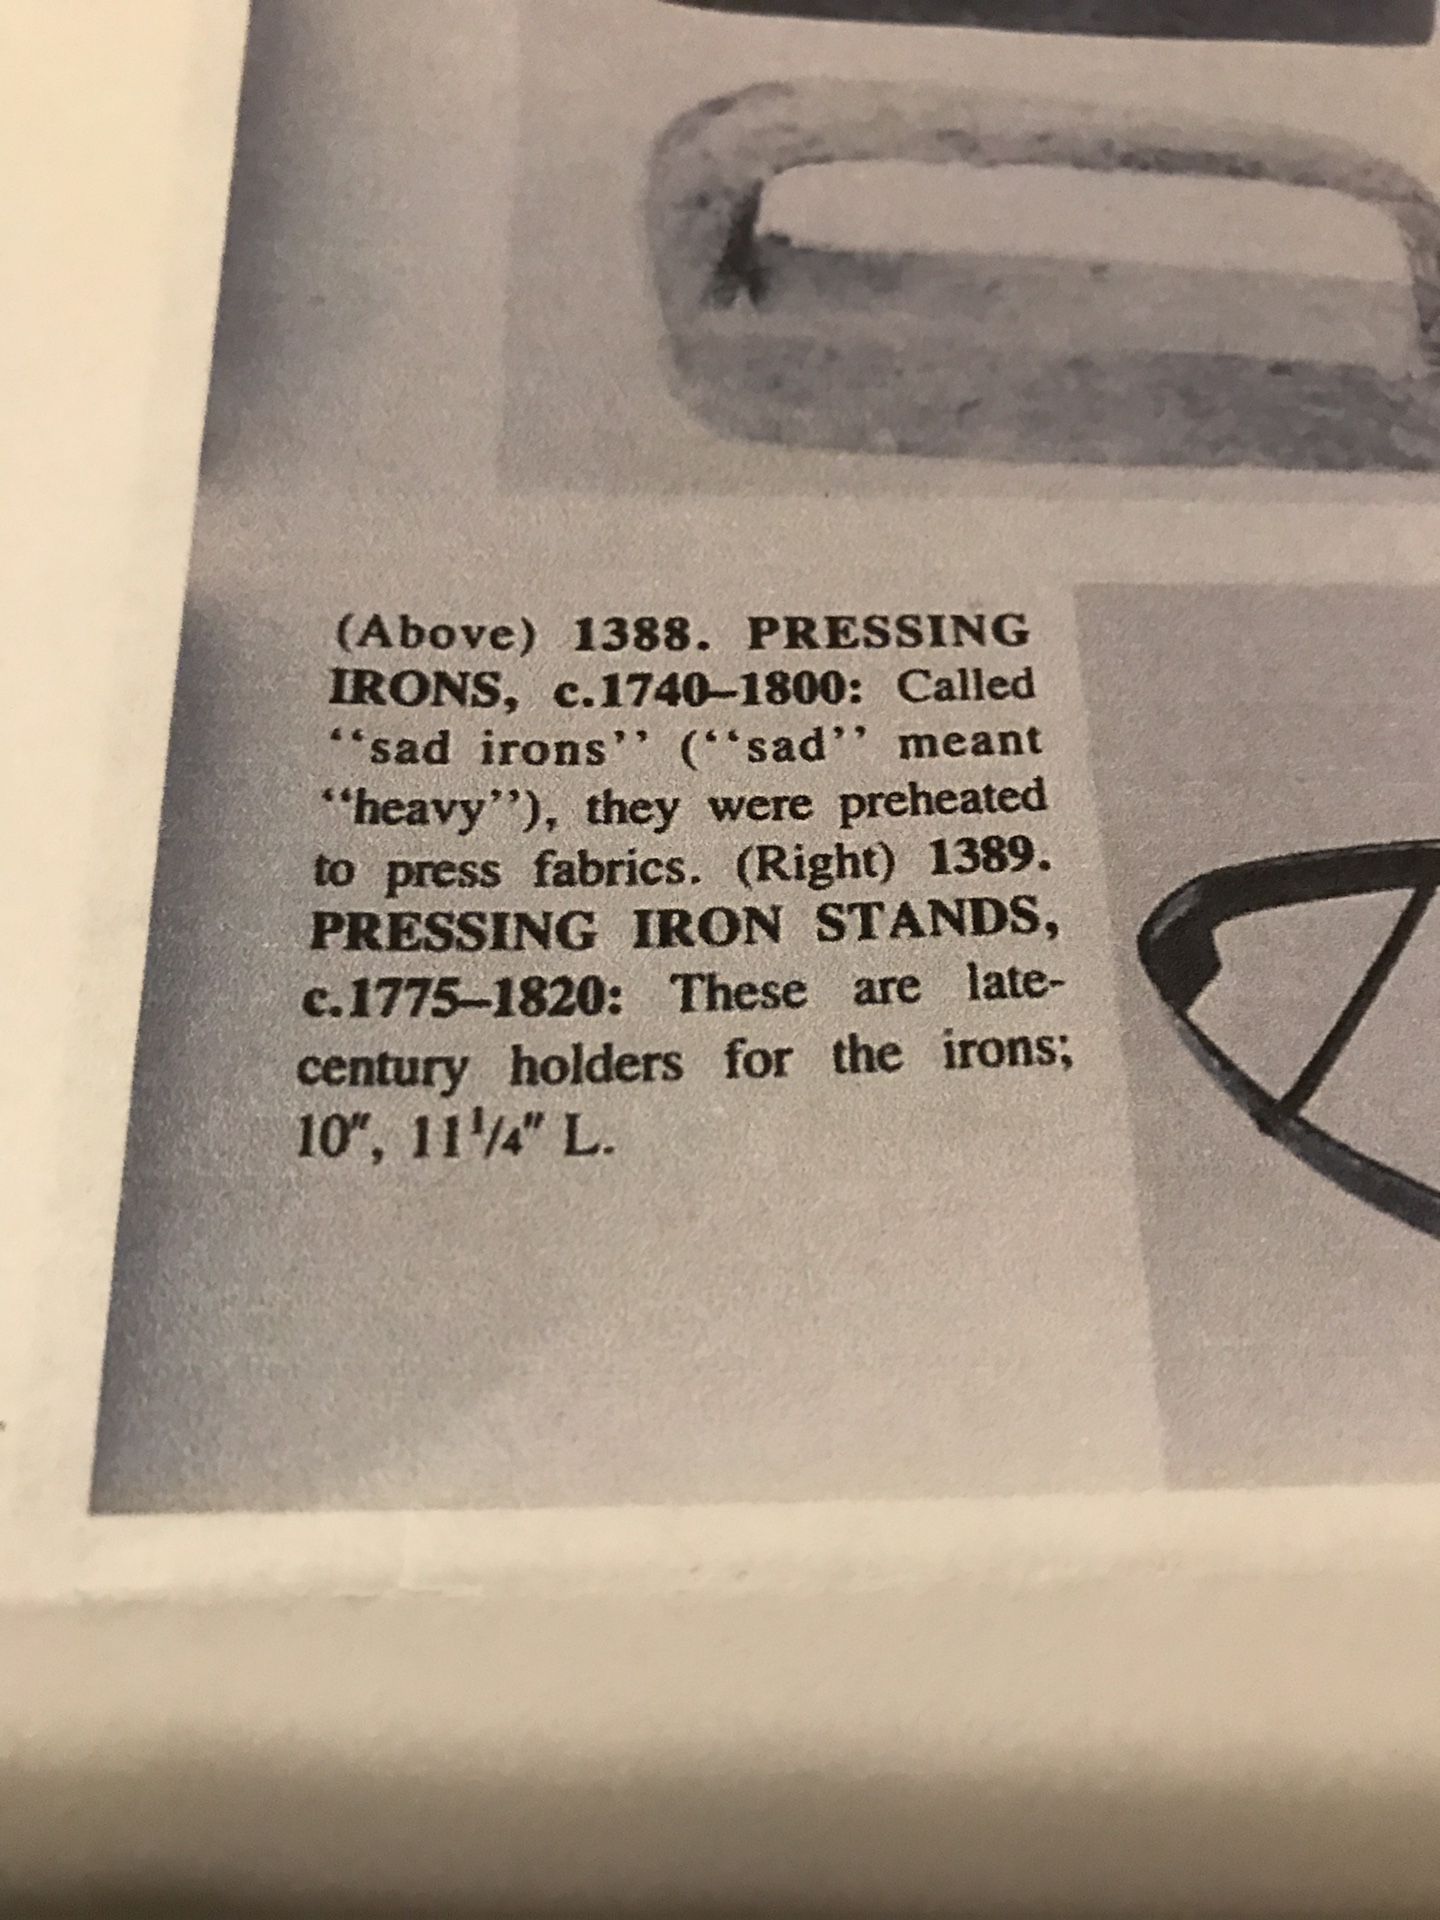 (Above) 1388. PRESSING
IRONS, c.1740–1800: Called
‘‘sad irons’’ (‘‘sad’’ meant
‘‘heavy’’), they were preheated
to press fabrics. (Right) 1389.
PRESSING IRON STANDS,
c.1775–1820: These are late-
century holders for the irons;
10″, 11¹/₄″ L.